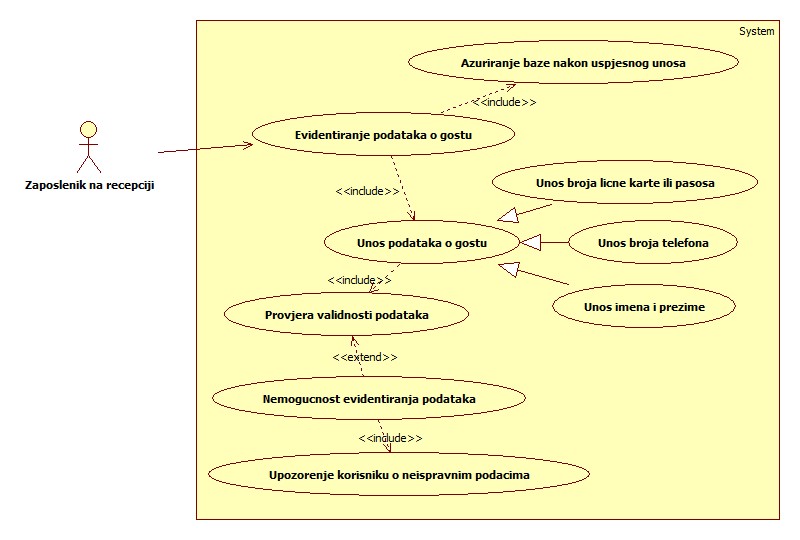 System
Azuriranje baze nakon uspjesnog unosa
<<include>>
Evidentiranje podataka o gostu
Zaposlenik na recepciji
<<include>>
Unos broja licne karte ili pasosa
Unos podataka o gostu
Unos broja telefona
<<include>>
Unos imena i prezime
Provjera validnosti podataka
<<extend>>
Nemogucnost evidentiranja podataka
<<include>>
Upozorenje korisniku o neispravnim podacima